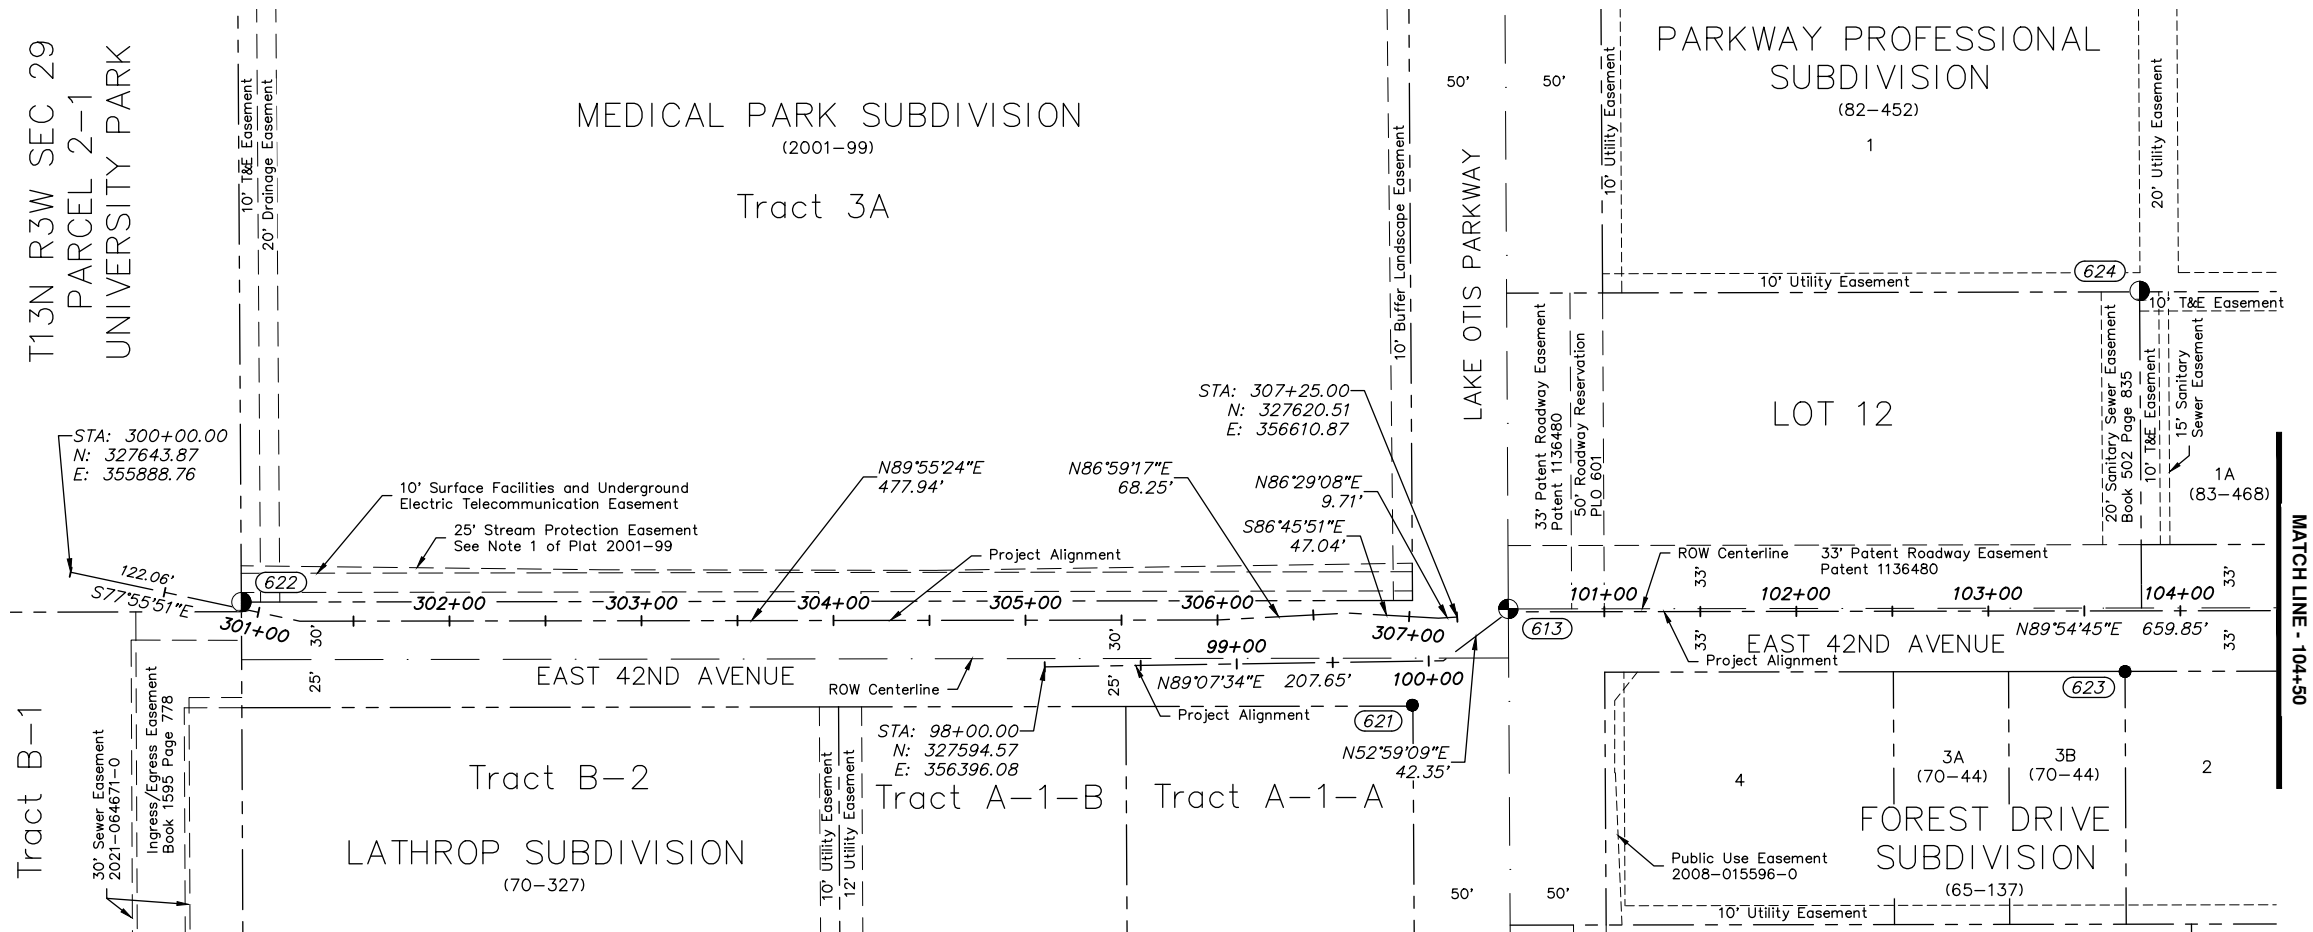 T13N R3W SEC 29
PARCEL 2-1
UNIVERSITY PARK
10' T&E Easement
20' Drainage Easement
MEDICAL PARK SUBDIVISION
(2001-99)
Tract 3A
10' Buffer Landscape Easement
50'
50'
LAKE OTIS PARKWAY
10' Utility Easement
PARKWAY PROFESSIONAL
SUBDIVISION
(82-452)
1
20' Utility Easement
624
10' Utility Easement
10' T&E Easement
33' Patent Roadway Easement
Patent 1136480
50' Roadway Reservation
PLO 601
LOT 12
20' Sanitary Sewer Easement
Book 502 Page 835
10' T&E Easement
15' Sanitary
Sewer Easement
1A
(83-468)
MATCH LINE - 104+50
STA: 300+00.00
N: 327643.87
E: 355888.76
122.06'
S77°55'51"E
622
10' Surface Facilities and Underground
Electric Telecommunication Easement
25' Stream Protection Easement
See Note 1 of Plat 2001-99
N89°55'24"E
477.94'
Project Alignment
N86°59'17"E
68.25'
STA: 307+25.00
N: 327620.51
E: 356610.87
N86°29'08"E
9.71'
S86°45'51"E
47.04'
301+00
302+00
303+00
304+00
305+00
306+00
307+00
30'
30'
25'
25'
EAST 42ND AVENUE
ROW Centerline
99+00
N89°07'34"E 207.65'
100+00
Project Alignment
613
ROW Centerline
33' Patent Roadway Easement
Patent 1136480
33'
33'
101+00
102+00
103+00
104+00
EAST 42ND AVENUE
N89°54'45"E 659.85'
33'
33'
Project Alignment
623
621
STA: 98+00.00
N: 327594.57
E: 356396.08
N52°59'09"E
42.35'
Tract B-1
30' Sewer Easement
2021-064671-0
Ingress/Egress Easement
Book 1595 Page 778
Tract B-2
LATHROP SUBDIVISION
(70-327)
10' Utility Easement
12' Utility Easement
Tract A-1-B
Tract A-1-A
50'
50'
4
3A
(70-44)
3B
(70-44)
2
FOREST DRIVE
SUBDIVISION
(65-137)
Public Use Easement
2008-015596-0
10' Utility Easement